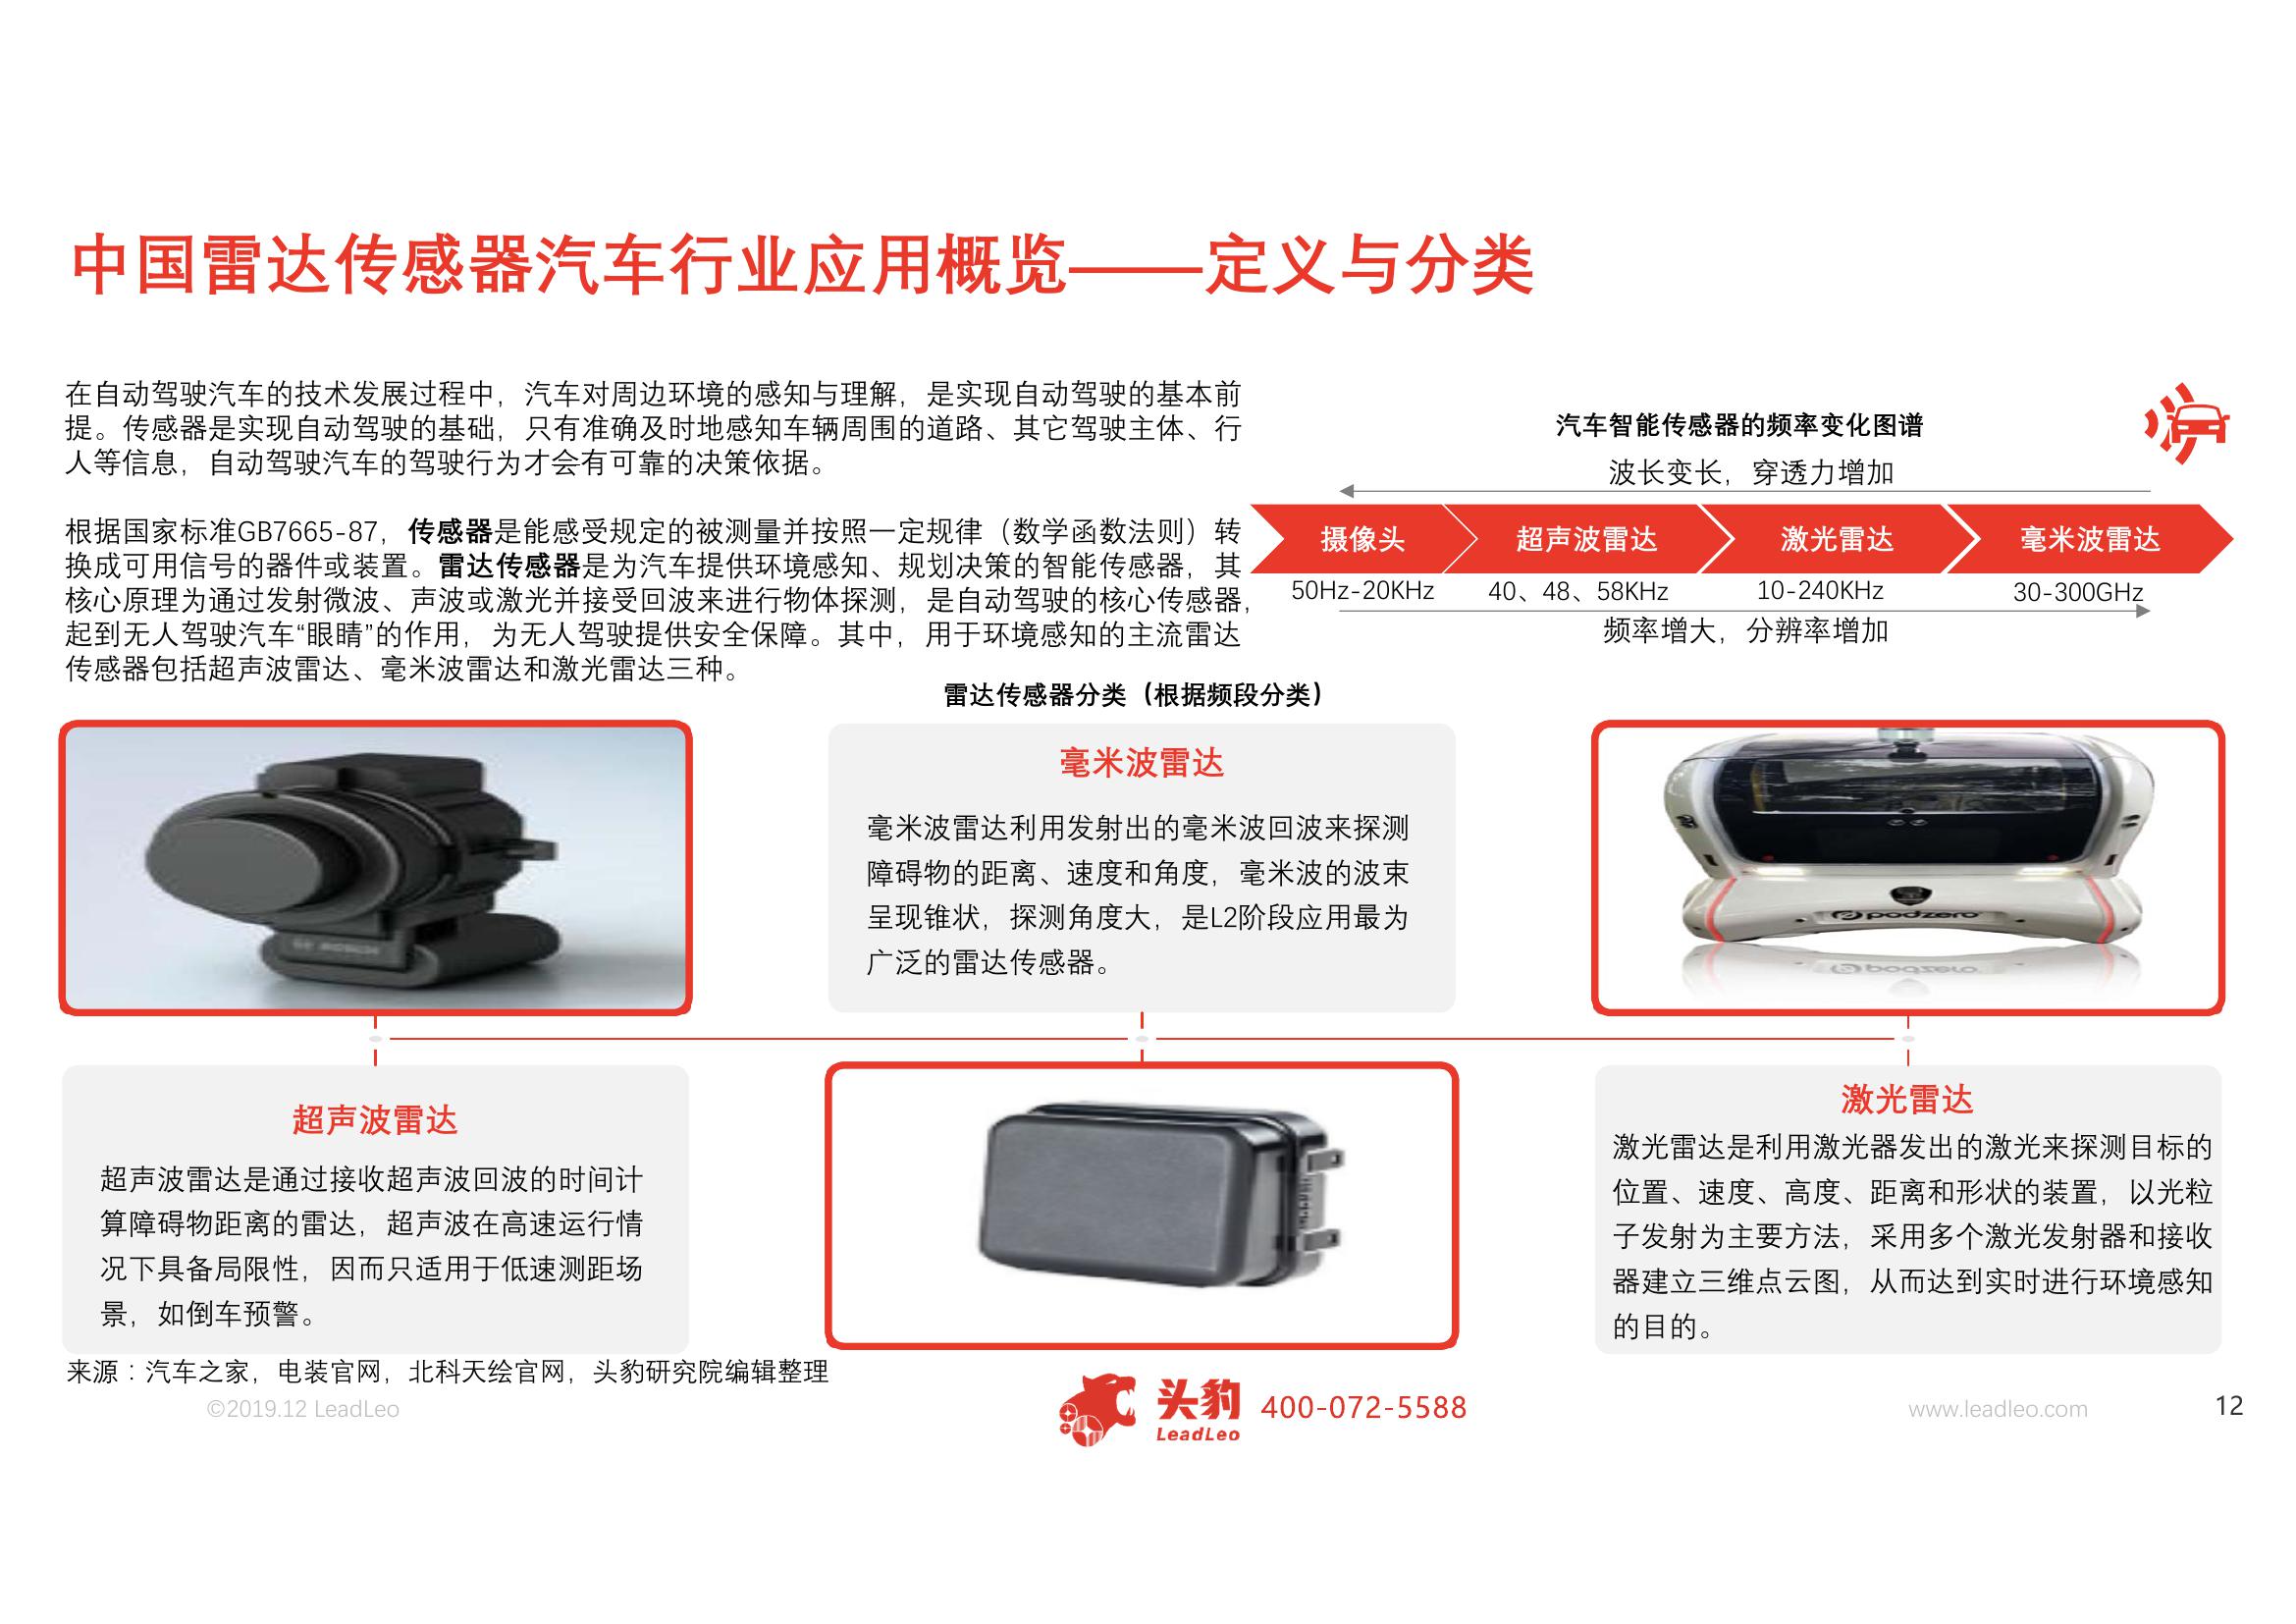 中国雷达传感器汽车行业应用概览——定义与分类
在自动驾驶汽车的技术发展过程中，汽车对周边环境的感知与理解，是实现自动驾驶的基本前
提。传感器是实现自动驾驶的基础，只有准确及时地感知车辆周围的道路、其它驾驶主体、行
人等信息，自动驾驶汽车的驾驶行为才会有可靠的决策依据。
根据国家标准GB7665-87，传感器是能感受规定的被测量并按照一定规律（数学函数法则）转
换成可用信号的器件或装置。雷达传感器是为汽车提供环境感知、规划决策的智能传感器，其
核心原理为通过发射微波、声波或激光并接受回波来进行物体探测，是自动驾驶的核心传感器，
起到无人驾驶汽车“眼睛”的作用，为无人驾驶提供安全保障。其中，用于环境感知的主流雷达
传感器包括超声波雷达、毫米波雷达和激光雷达三种。
汽车智能传感器的频率变化图谱
波长变长，穿透力增加
摄像头 超声波雷达 激光雷达 毫米波雷达
50Hz-20KHz 40、48、58KHz 10-240KHz 30-300GHz
频率增大，分辨率增加
雷达传感器分类（根据频段分类）
BOSCH
超声波雷达
超声波雷达是通过接收超声波回波的时间计
算障碍物距离的雷达，超声波在高速运行情
况下具备局限性，因而只适用于低速测距场
景，如倒车预警。
毫米波雷达
毫米波雷达利用发射出的毫米波回波来探测
障碍物的距离、速度和角度，毫米波的波束
呈现锥状，探测角度大，是L2阶段应用最为
广泛的雷达传感器。
podzero
激光雷达
激光雷达是利用激光器发出的激光来探测目标的
位置、速度、高度、距离和形状的装置，以光粒
子发射为主要方法，采用多个激光发射器和接收
器建立三维点云图，从而达到实时进行环境感知
的目的。
来源：汽车之家，电装官网，北科天绘官网，头豹研究院编辑整理
©2019.12 LeadLeo
头豹
LeadLeo
400-072-5588
www.leadleo.com
12